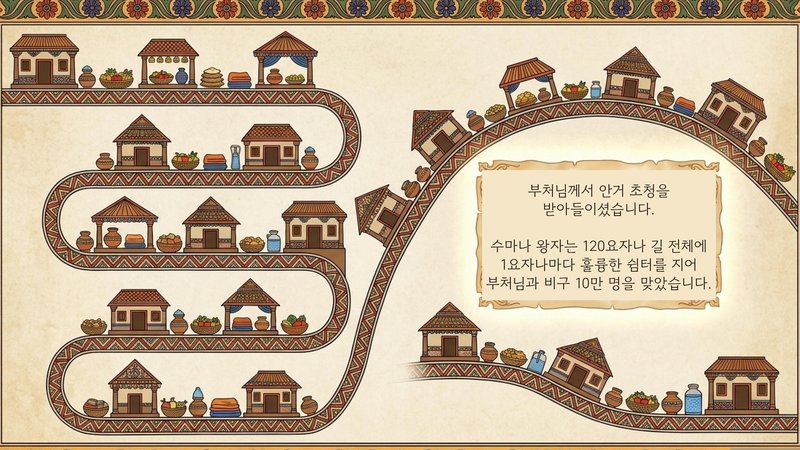 부처님께서 안거 초청을
받아들이셨습니다.
수마나 왕자는 120요자나 길 전체에
1요자나마다 훌륭한 쉼터를 지어
부처님과 비구 10만 명을 맞았습니다.